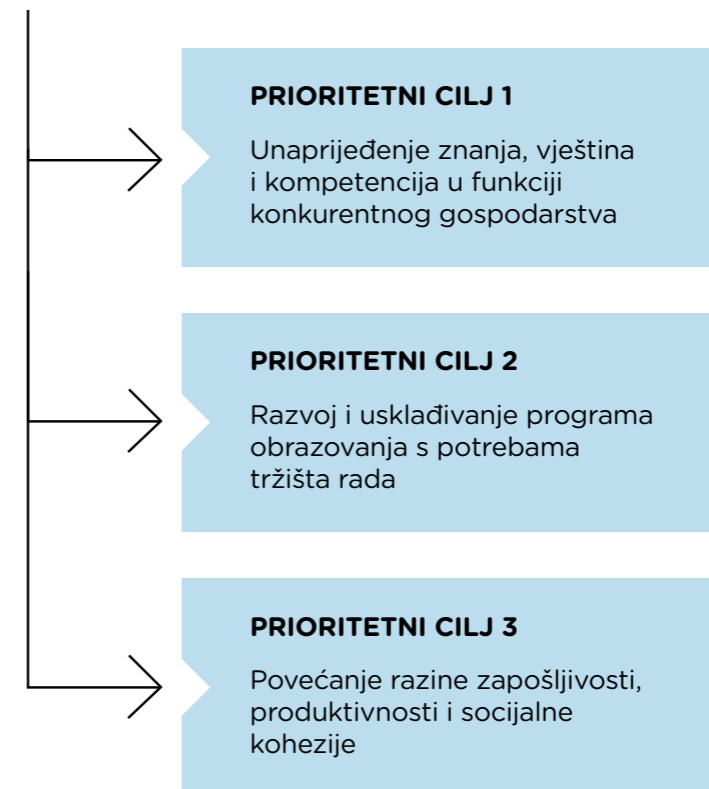 PRIORITETNI CILJ 1
Unaprijeđenje znanja, vještina
i kompetencija u funkciji
konkurentnog gospodarstva
PRIORITETNI CILJ 2
Razvoj i usklađivanje programa
obrazovanja s potrebama
tržišta rada
PRIORITETNI CILJ 3
Povećanje razine zapošljivosti,
produktivnosti i socijalne
kohezije